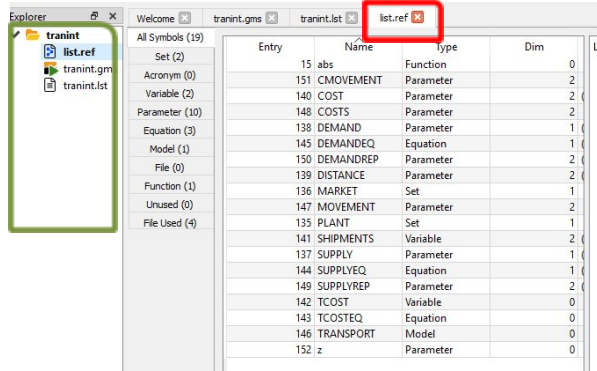 Explorer
Welcome tranint.gms tranint.lst list.ref
tranint
list.ref
tranint.gm
tranint.lst
All Symbols (19)
Set (2)
Acronym (0)
Variable (2)
Parameter (10)
Equation (3)
Model (1)
File (0)
Function (1)
Unused (0)
File Used (4)
Entry Name Type Dim L
15 abs Function 0
151 CMOVEMENT Parameter 2
140 COST Parameter 2 (
148 COSTS Parameter 2
138 DEMAND Parameter 1 (
145 DEMANDEQ Equation 1 (
150 DEMANDREP Parameter 2 (
139 DISTANCE Parameter 2 (
136 MARKET Set 1
147 MOVEMENT Parameter 2
135 PLANT Set 1
141 SHIPMENTS Variable 2 (
137 SUPPLY Parameter 1 (
144 SUPPLYEQ Equation 1 (
149 SUPPLYREP Parameter 2 (
142 TCOST Variable 0
143 TCOSTEQ Equation 0
146 TRANSPORT Model 0
152 z Parameter 0